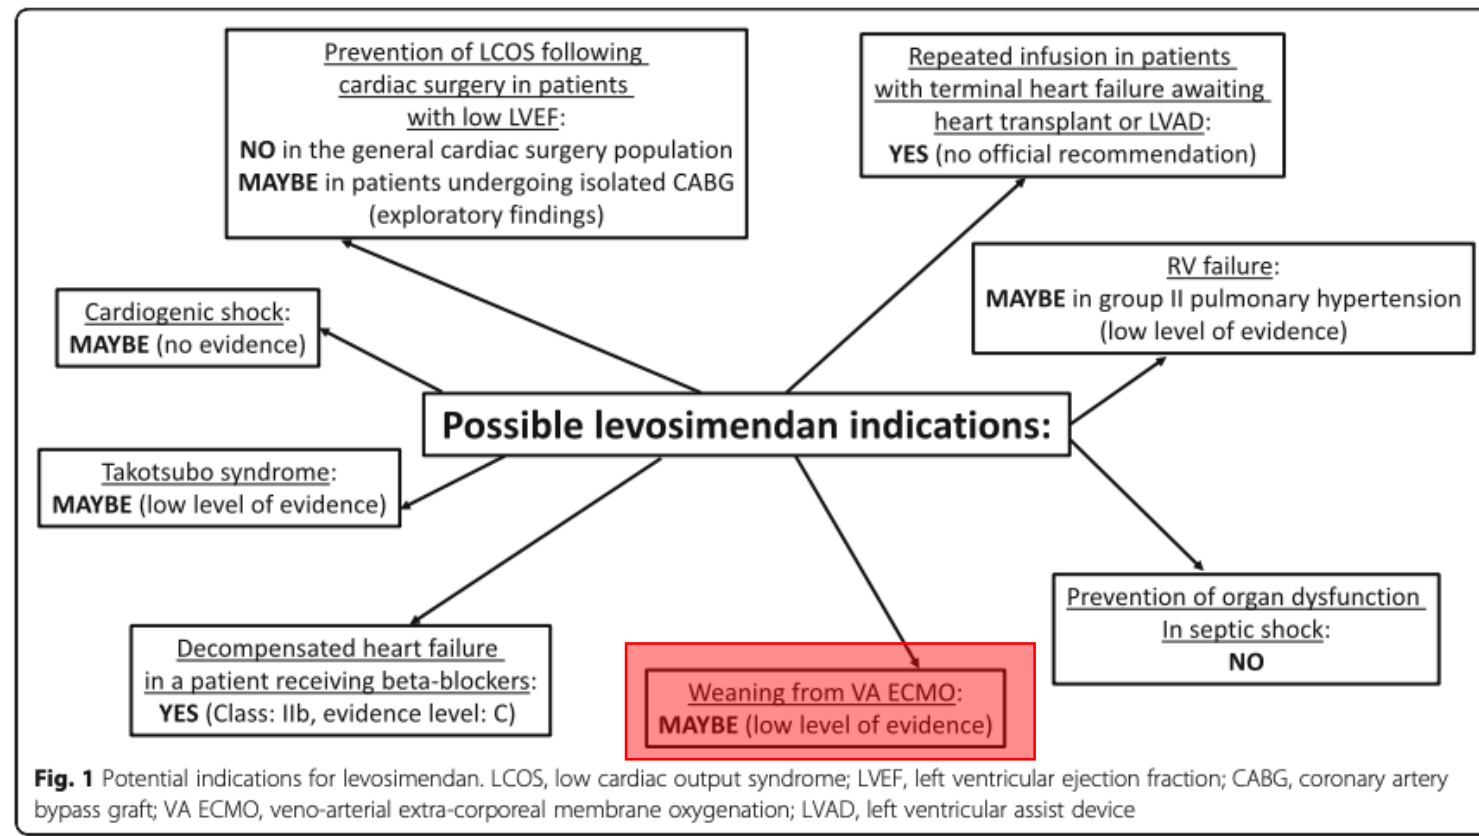 Prevention of LCOS following
cardiac surgery in patients
with low LVEF:
NO in the general cardiac surgery population
MAYBE in patients undergoing isolated CABG
(exploratory findings)
Repeated infusion in patients
with terminal heart failure awaiting
heart transplant or LVAD:
YES (no official recommendation)
RV failure:
MAYBE in group II pulmonary hypertension
(low level of evidence)
Cardiogenic shock:
MAYBE (no evidence)
Possible levosimendan indications:
Takotsubo syndrome:
MAYBE (low level of evidence)
Prevention of organ dysfunction
In septic shock:
NO
Decompensated heart failure
in a patient receiving beta-blockers:
YES (Class: IIb, evidence level: C)
Weaning from VA ECMO:
MAYBE (low level of evidence)
Fig. 1 Potential indications for levosimendan. LCOS, low cardiac output syndrome; LVEF, left ventricular ejection fraction; CABG, coronary artery
bypass graft; VA ECMO, veno-arterial extra-corporeal membrane oxygenation; LVAD, left ventricular assist device